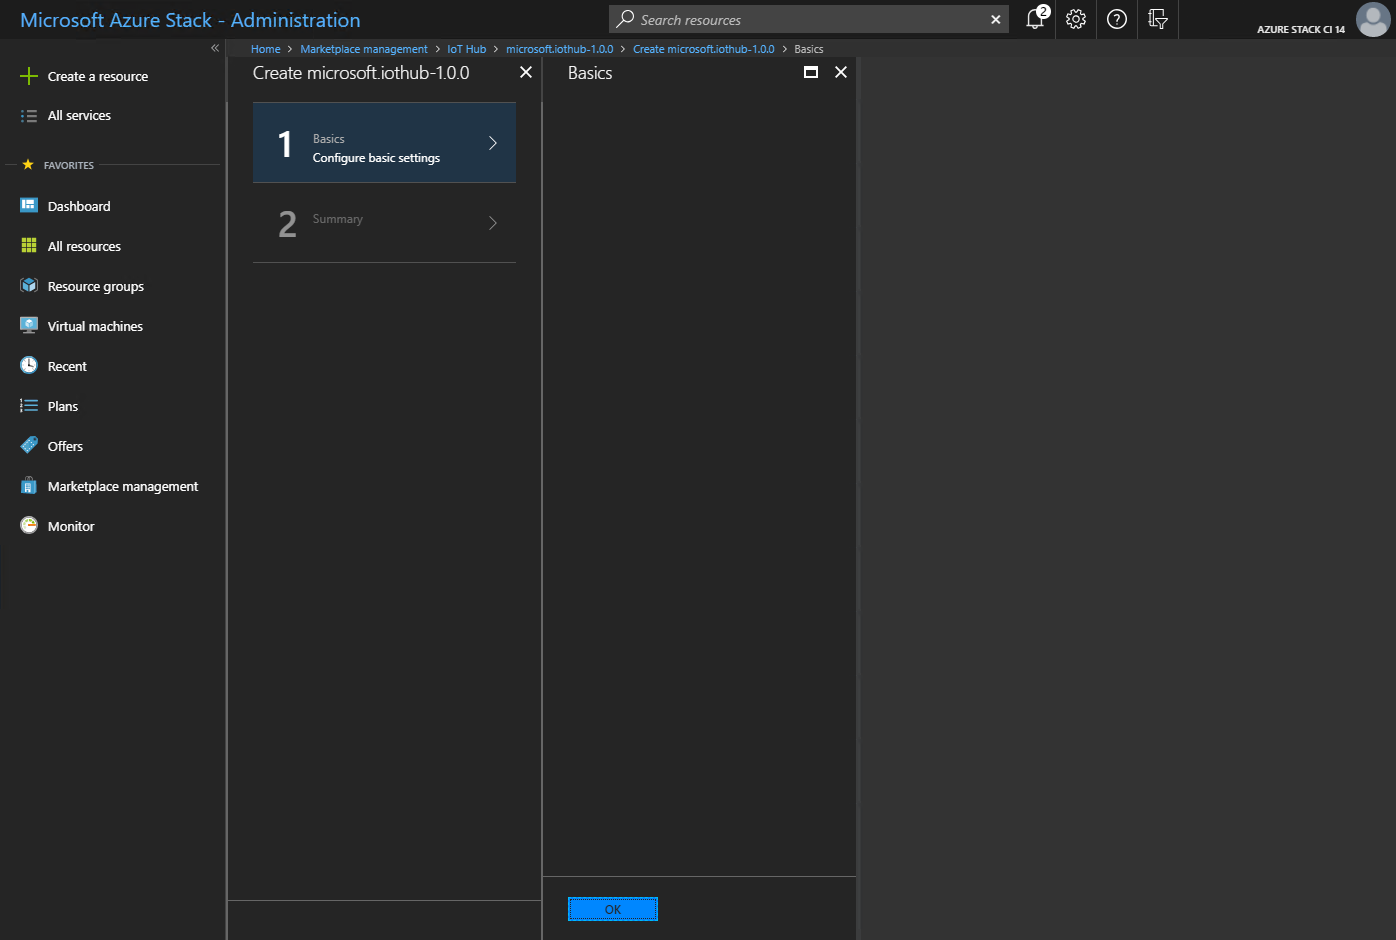 Microsoft Azure Stack - Administration
Search resources
2
AZURE STACK CI 14
Home > Marketplace management > IoT Hub > microsoft.iothub-1.0.0 > Create microsoft.iothub-1.0.0 > Basics
Create a resource
All services
FAVORITES
Dashboard
All resources
Resource groups
Virtual machines
Recent
Plans
Offers
Marketplace management
Monitor
Create microsoft.iothub-1.0.0
1
Basics
Configure basic settings
2
Summary
Basics
OK